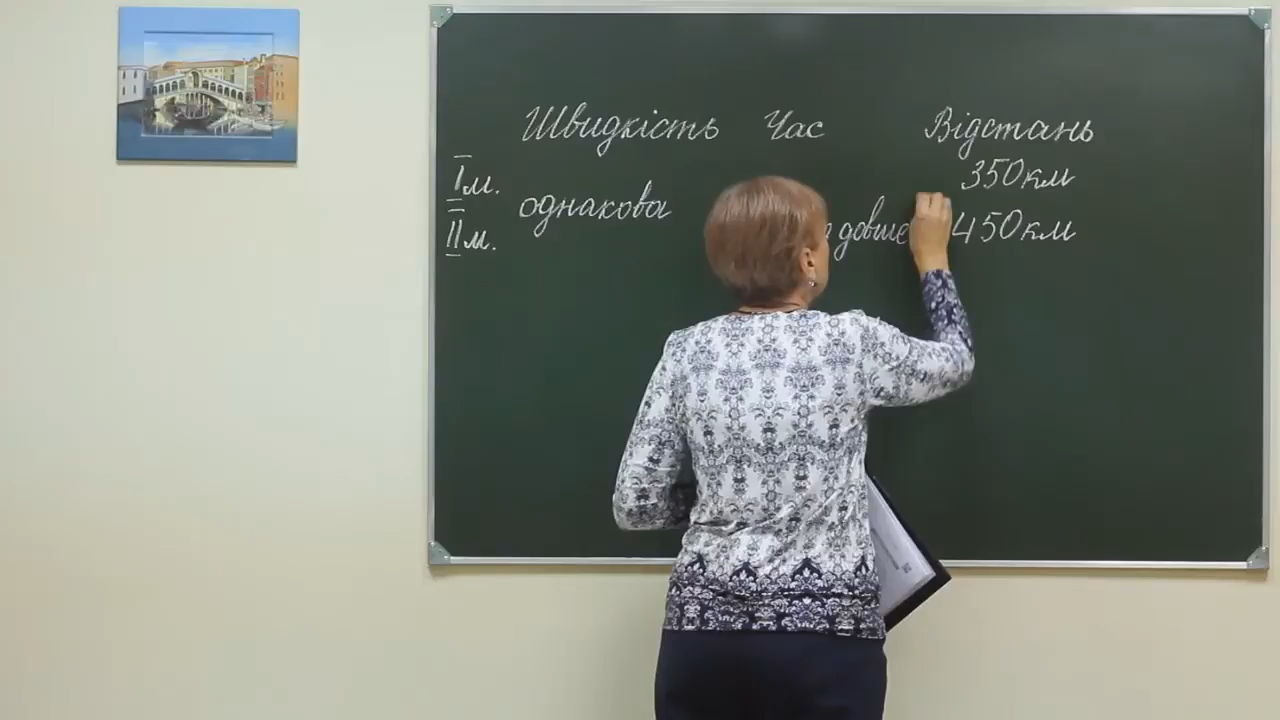 Швидкість Час Відстань
І м. 350км
однакова
ІІ м. довше 450км